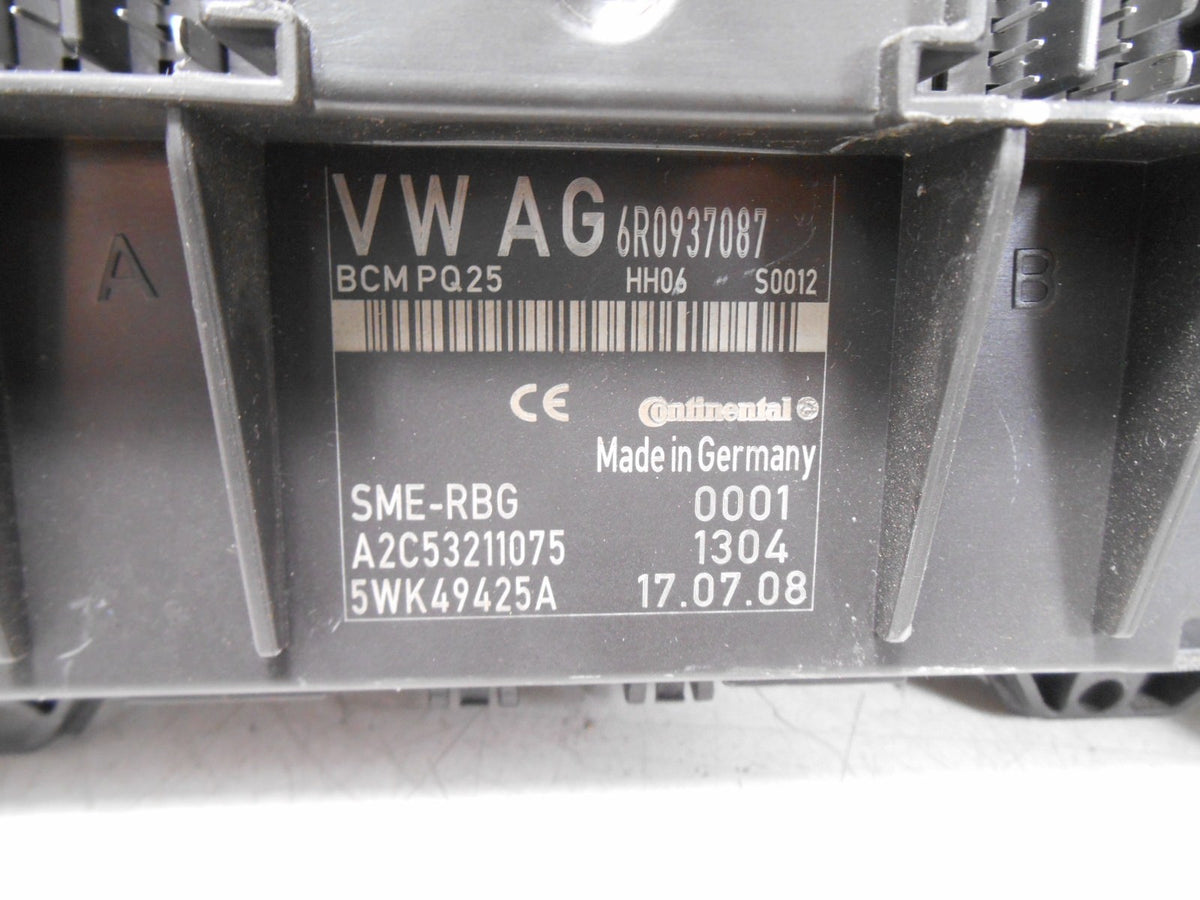 VW AG 6R0937087
BCM PQ25 HH06 S0012
A B
CE Continental
Made in Germany
SME-RBG 0001
A2C53211075 1304
5WK49425A 17.07.08